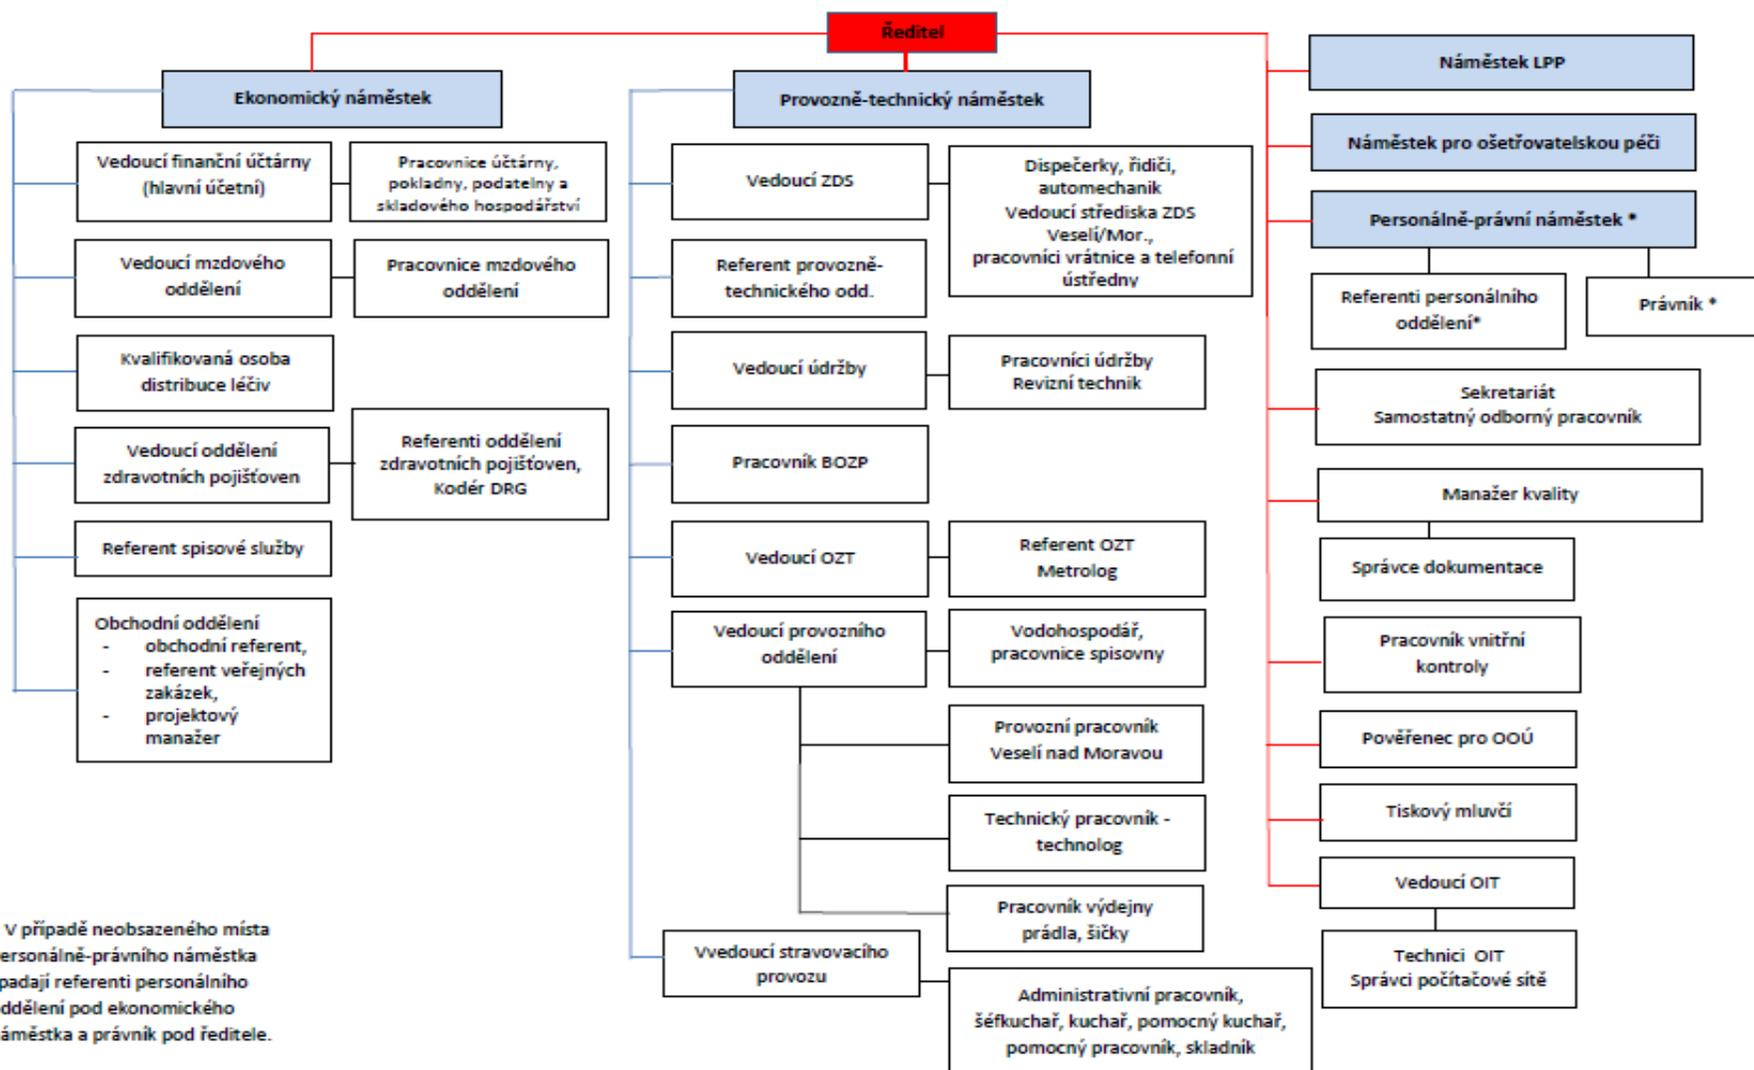 Ředitel
Ekonomický náměstek
Vedoucí finanční účtárny
(hlavní účetní)
Pracovnice účtárny,
pokladny, podatelny a
skladového hospodářství
Vedoucí mzdového
oddělení
Pracovnice mzdového
oddělení
Kvalifikovaná osoba
distribuce léčiv
Vedoucí oddělení
zdravotních pojišťoven
Referenti oddělení
zdravotních pojišťoven,
Kodér DRG
Referent spisové služby
Obchodní oddělení
- obchodní referent,
- referent veřejných
zakázek,
- projektový
manažer
Provozně-technický náměstek
Vedoucí ZDS
Dispečerky, řidiči,
automechanik
Vedoucí střediska ZDS
Veselí/Mor.,
pracovníci vrátnice a telefonní
ústředny
Referent provozně-
technického odd.
Vedoucí údržby
Pracovníci údržby
Revizní technik
Pracovník BOZP
Vedoucí OZT
Referent OZT
Metrolog
Vedoucí provozního
oddělení
Vodohospodář,
pracovnice spisovny
Provozní pracovník
Veselí nad Moravou
Technický pracovník -
technolog
Pracovník výdejny
prádla, šičky
Vvedoucí stravovacího
provozu
Administrativní pracovník,
šéfkuchař, kuchař, pomocný kuchař,
pomocný pracovník, skladník
Náměstek LPP
Náměstek pro ošetřovatelskou péči
Personálně-právní náměstek *
Referenti personálního
oddělení*
Právník *
Sekretariát
Samostatný odborný pracovník
Manažer kvality
Správce dokumentace
Pracovník vnitřní
kontroly
Pověřenec pro OOÚ
Tiskový mluvčí
Vedoucí OIT
Technici OIT
Správci počítačové sítě
V případě neobsazeného místa
ersonálně-právního náměstka
padají referenti personálního
ddělení pod ekonomického
áměstka a právník pod ředitele.